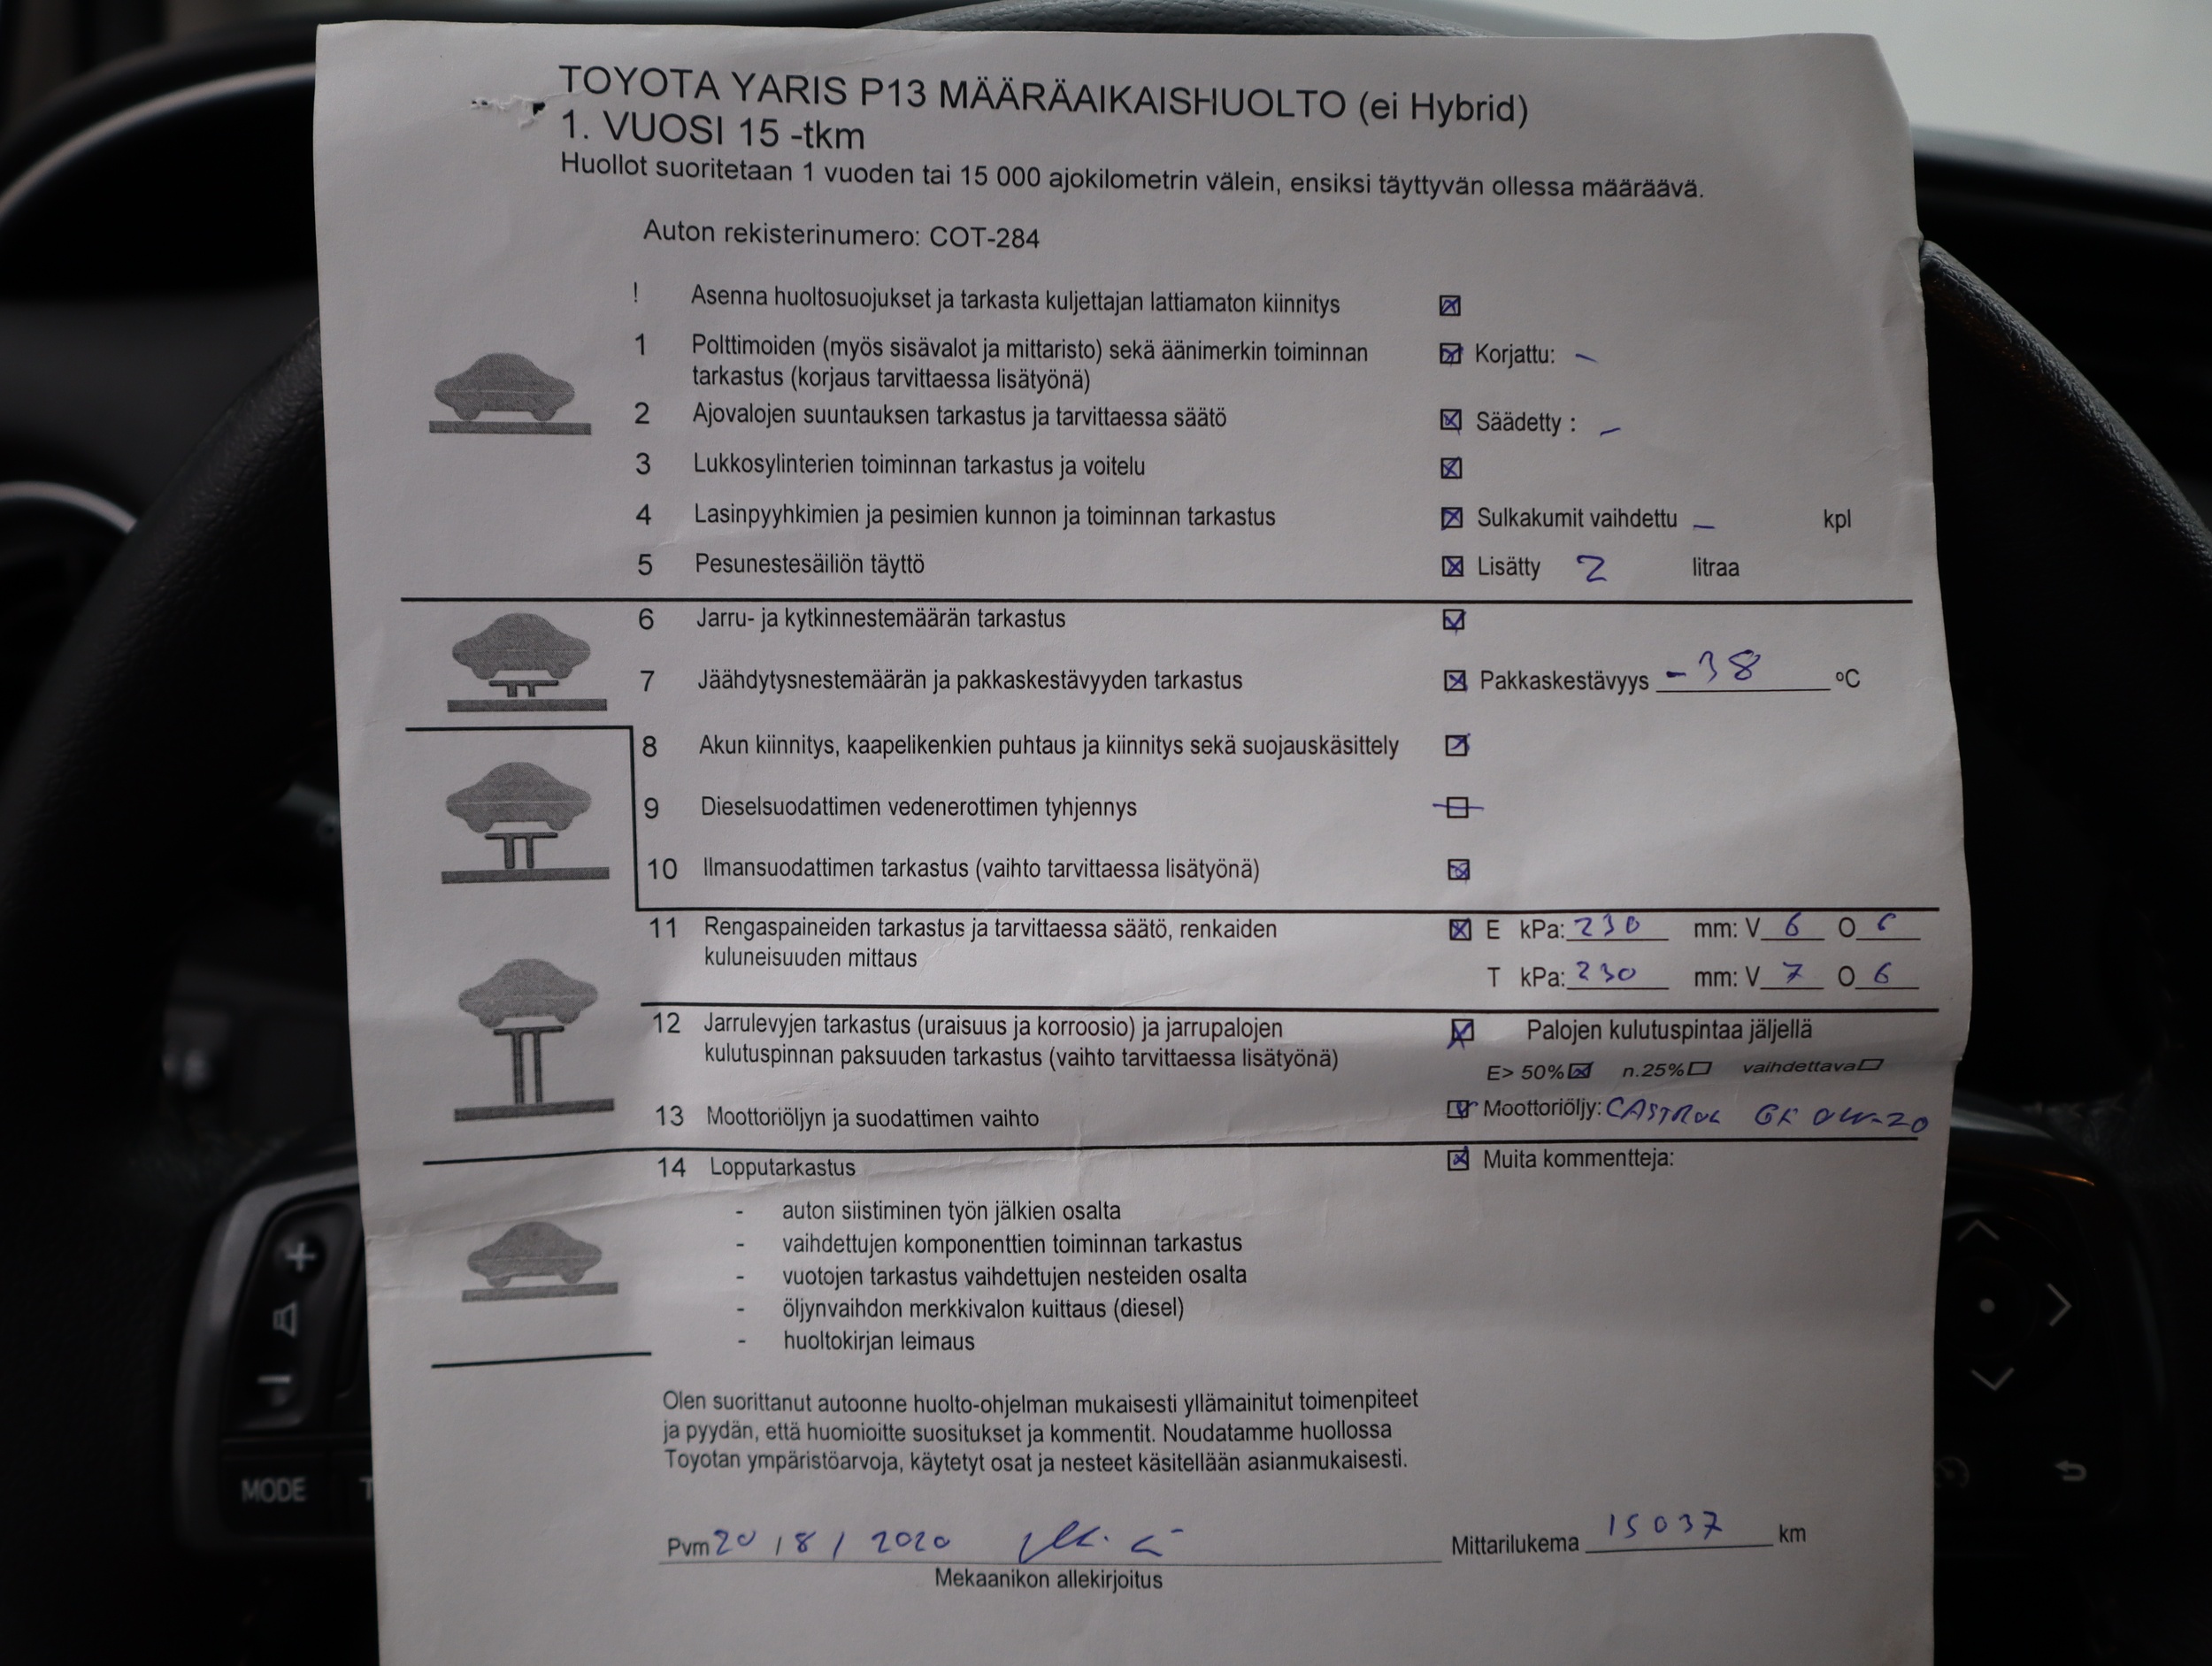 TOYOTA YARIS P13 MÄÄRÄAIKAISHUOLTO (ei Hybrid)
1. VUOSI 15 -tkm
Huollot suoritetaan 1 vuoden tai 15 000 ajokilometrin välein, ensiksi täyttyvän ollessa määräävä.
Auton rekisterinumero: COT-284
! Asenna huoltosuojukset ja tarkasta kuljettajan lattiamaton kiinnitys
1 Polttimoiden (myös sisävalot ja mittaristo) sekä äänimerkin toiminnan Korjattu: –
tarkastus (korjaus tarvittaessa lisätyönä)
2 Ajovalojen suuntauksen tarkastus ja tarvittaessa säätö Säädetty : –
3 Lukkosylinterien toiminnan tarkastus ja voitelu
4 Lasinpyyhkimien ja pesimien kunnon ja toiminnan tarkastus Sulkakumit vaihdettu – kpl
5 Pesunestesäiliön täyttö Lisätty 2 litraa
6 Jarru- ja kytkinnestemäärän tarkastus
7 Jäähdytysnestemäärän ja pakkaskestävyyden tarkastus Pakkaskestävyys -38 ºC
8 Akun kiinnitys, kaapelikenkien puhtaus ja kiinnitys sekä suojauskäsittely
9 Dieselsuodattimen vedenerottimen tyhjennys
10 Ilmansuodattimen tarkastus (vaihto tarvittaessa lisätyönä)
11 Rengaspaineiden tarkastus ja tarvittaessa säätö, renkaiden E kPa: 230 mm: V 6 O 6
kuluneisuuden mittaus
T kPa: 230 mm: V 7 O 6
12 Jarrulevyjen tarkastus (uraisuus ja korroosio) ja jarrupalojen Palojen kulutuspintaa jäljellä
kulutuspinnan paksuuden tarkastus (vaihto tarvittaessa lisätyönä)
E> 50% n.25% vaihdettava
13 Moottoriöljyn ja suodattimen vaihto Moottoriöljy: CASTROL 0W-20
14 Lopputarkastus Muita kommentteja:
- auton siistiminen työn jälkien osalta
- vaihdettujen komponenttien toiminnan tarkastus
- vuotojen tarkastus vaihdettujen nesteiden osalta
- öljynvaihdon merkkivalon kuittaus (diesel)
- huoltokirjan leimaus
Olen suorittanut autoonne huolto-ohjelman mukaisesti yllämainitut toimenpiteet
ja pyydän, että huomioitte suositukset ja kommentit. Noudatamme huollossa
Toyotan ympäristöarvoja, käytetyt osat ja nesteet käsitellään asianmukaisesti.
Pvm 20 / 8 / 2020 Mittarilukema 15037 km
Mekaanikon allekirjoitus
MODE